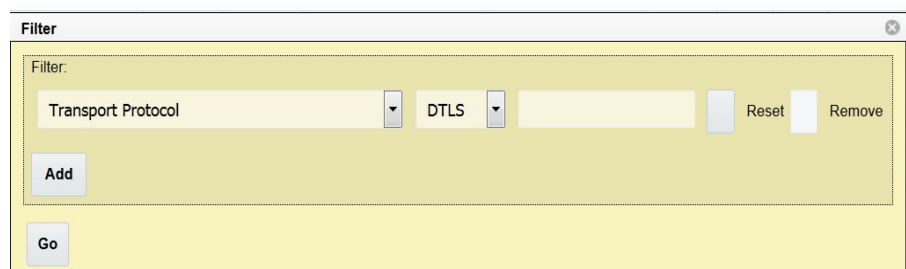 Filter
Filter:
Transport Protocol DTLS Reset Remove
Add
Go